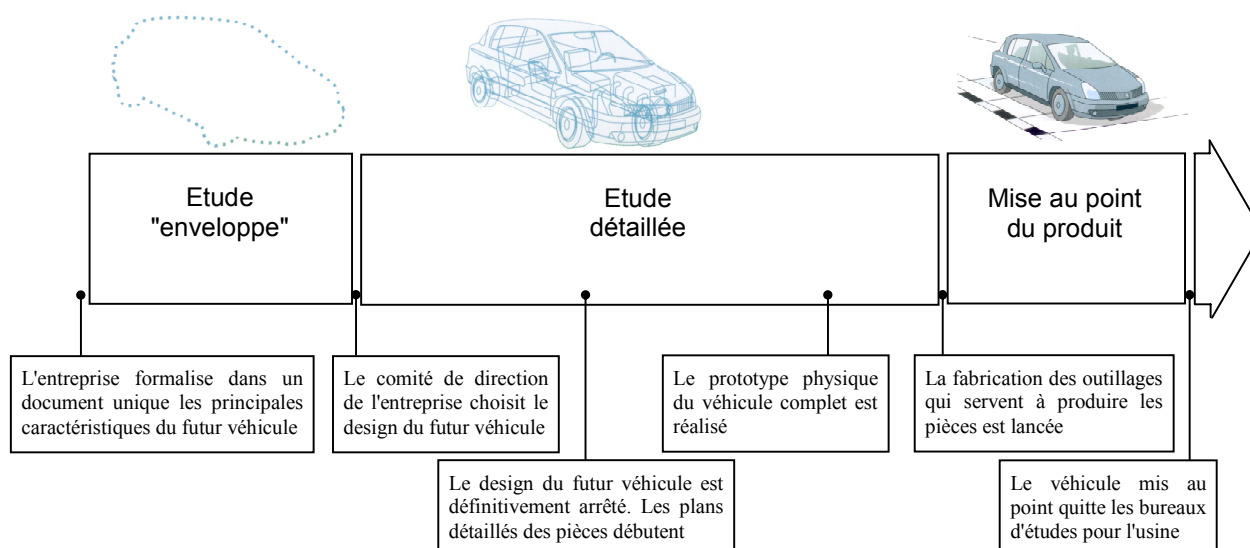 Etude
"enveloppe"
Etude
détaillée
Mise au point
du produit
L'entreprise formalise dans un
document unique les principales
caractéristiques du futur véhicule
Le comité de direction
de l'entreprise choisit le
design du futur véhicule
Le design du futur véhicule est
définitivement arrêté. Les plans
détaillés des pièces débutent
Le prototype physique
du véhicule complet est
réalisé
La fabrication des outillages
qui servent à produire les
pièces est lancée
Le véhicule mis au
point quitte les bureaux
d'études pour l'usine